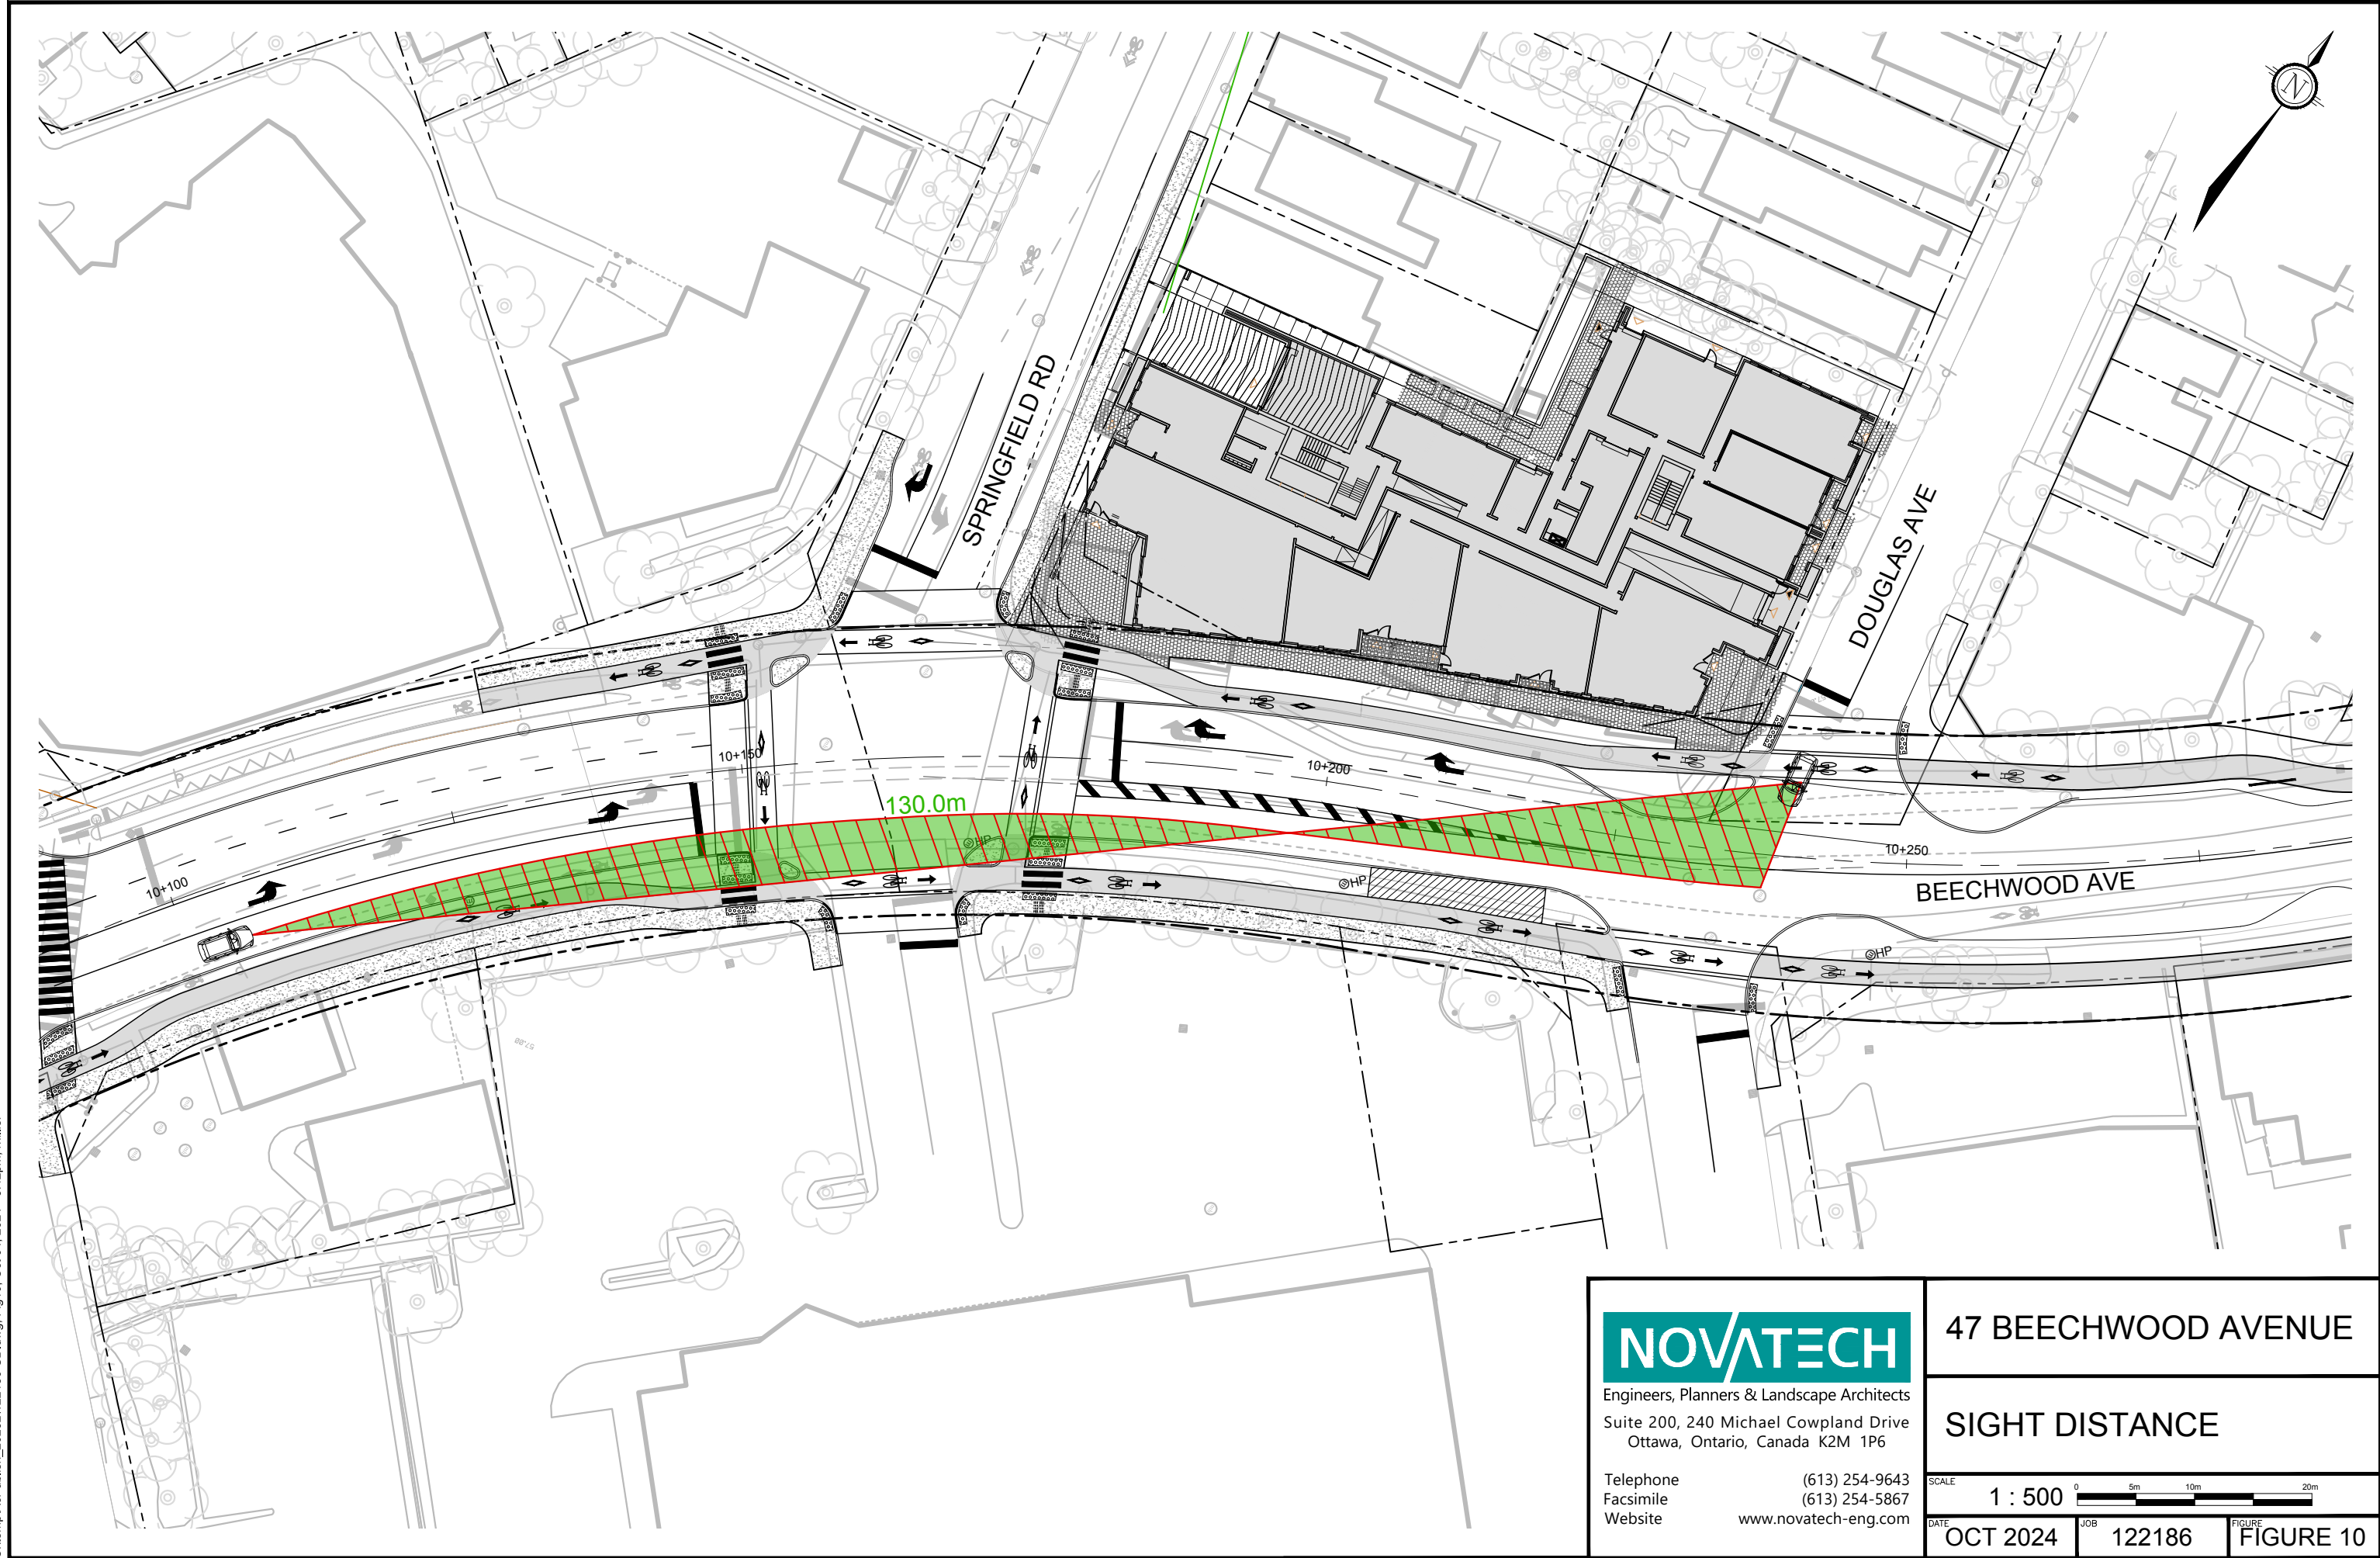 N
SPRINGFIELD RD
DOUGLAS AVE
10+150
10+200
130.0m
HP
HP
10+100
10+250
BEECHWOOD AVE
HP
57.00
NOVATECH
Engineers, Planners & Landscape Architects
Suite 200, 240 Michael Cowpland Drive
Ottawa, Ontario, Canada K2M 1P6
Telephone (613) 254-9643
Facsimile (613) 254-5867
Website www.novatech-eng.com
47 BEECHWOOD AVENUE
SIGHT DISTANCE
SCALE
1 : 500
0 5m 10m 20m
DATE
OCT 2024
JOB
122186
FIGURE
FIGURE 10